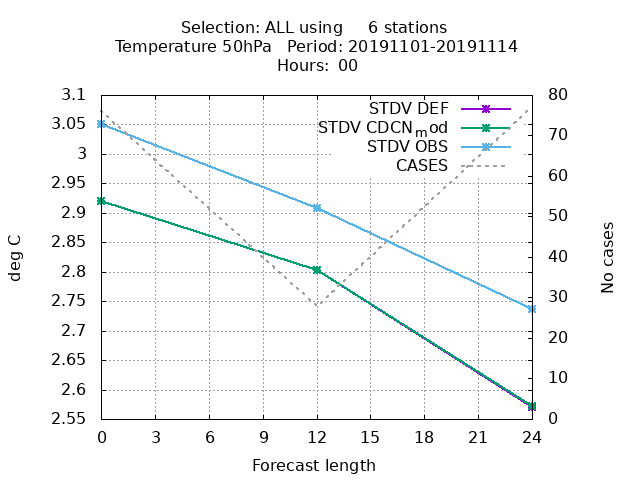 Selection: ALL using     6 stations
Temperature 50hPa   Period: 20191101-20191114
Hours:  00
STDV DEF
STDV CDCNmod
STDV OBS
CASES
deg C
3.1
3.05
3
2.95
2.9
2.85
2.8
2.75
2.7
2.65
2.6
2.55
80
70
60
50
40
30
20
10
0
No cases
0 3 6 9 12 15 18 21 24
Forecast length